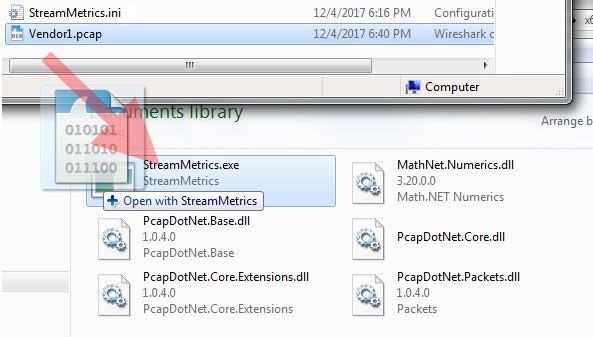 StreamMetrics.ini 12/4/2017 6:16 PM Configurati
Vendor1.pcap 12/4/2017 6:40 PM Wireshark c
Computer
Documents library
Arrange b
010101
011010
011100
StreamMetrics.exe
StreamMetrics
Open with StreamMetrics
MathNet.Numerics.dll
3.20.0.0
Math.NET Numerics
PcapDotNet.Base.dll
1.0.4.0
PcapDotNet.Base
PcapDotNet.Core.dll
PcapDotNet.Core.Extensions.dll
1.0.4.0
PcapDotNet.Core.Extensions
PcapDotNet.Packets.dll
1.0.4.0
Packets